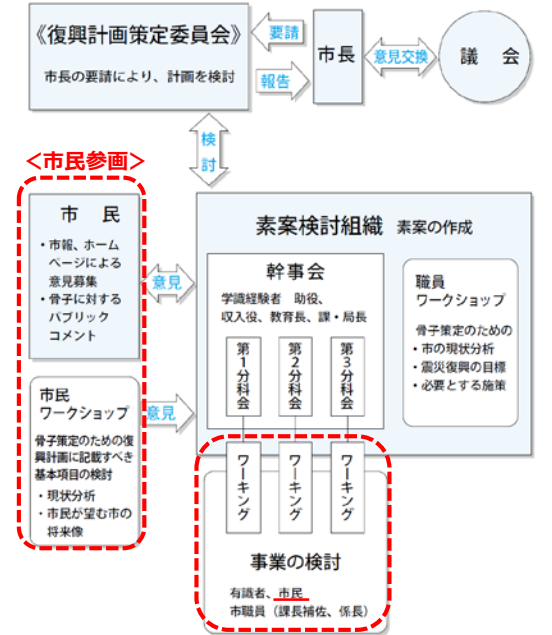 《復興計画策定委員会》
市長の要請により、計画を検討
要請
報告
市長
意見交換
議　会
検討
<市民参画>
市　民
・市報、ホーム
ページによる
意見募集
・骨子に対する
パブリック
コメント
意見
市民
ワークショップ
骨子策定のための復
興計画に記載すべき
基本項目の検討
・現状分析
・市民が望む市の
将来像
意見
素案検討組織　素案の作成
幹事会
学識経験者　助役、
収入役、教育長、課・局長
第1分科会
第2分科会
第3分科会
職員
ワークショップ
骨子策定のための
・市の現状分析
・震災復興の目標
・必要とする施策
ワーキング
ワーキング
ワーキング
事業の検討
有識者、市民
市職員（課長補佐、係長）